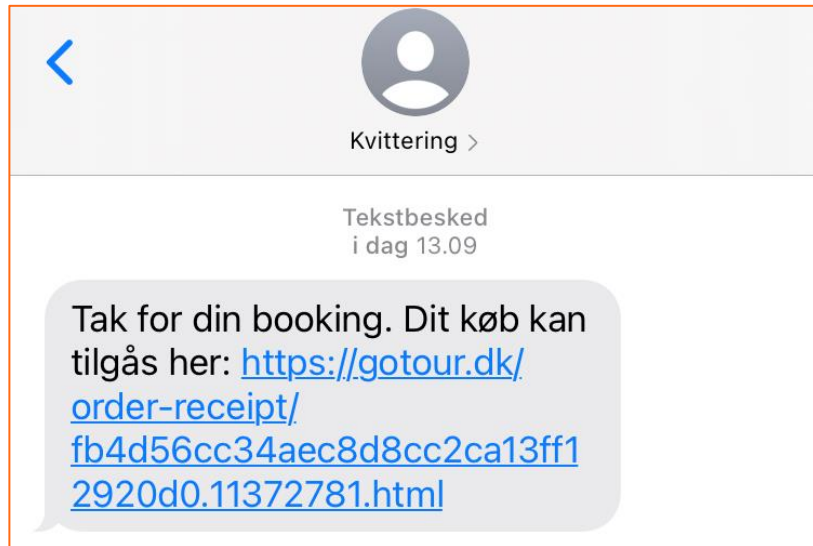 Kvittering >
Tekstbesked
i dag 13.09
Tak for din booking. Dit køb kan
tilgås her: https://gotour.dk/
order-receipt/
fb4d56cc34aec8d8cc2ca13ff1
2920d0.11372781.html